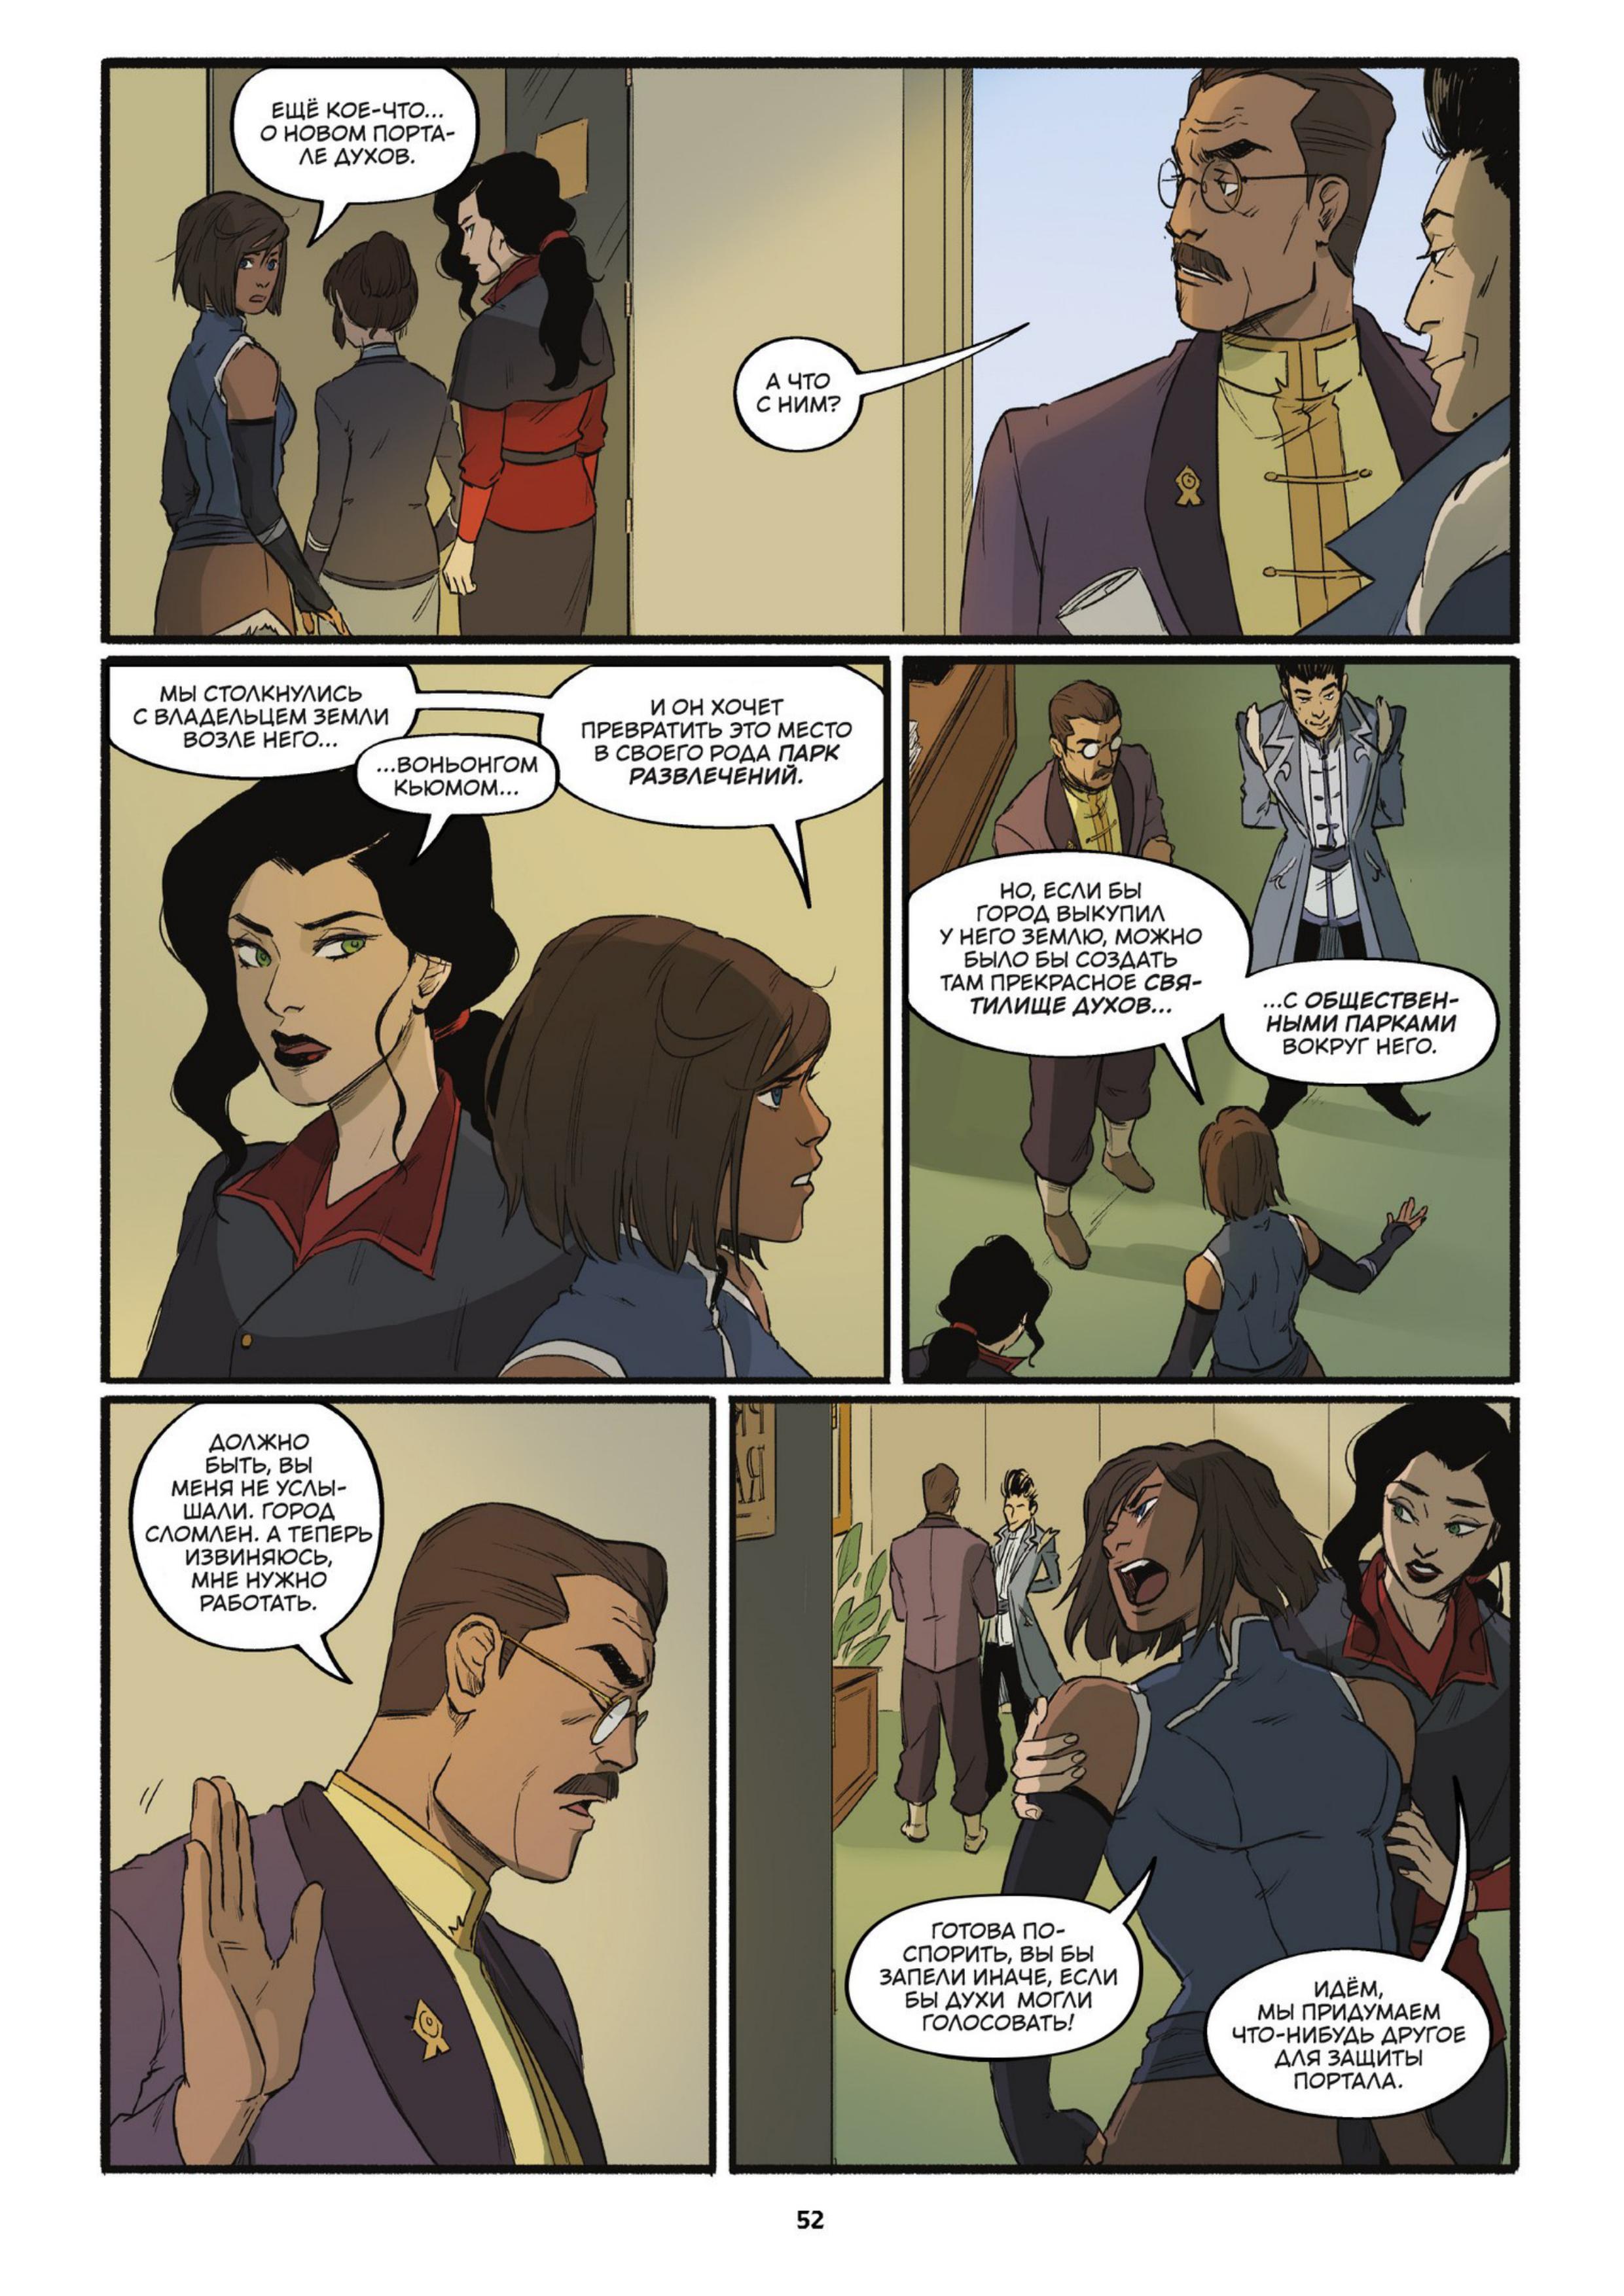 ЕЩЁ КОЕ-ЧТО...
О НОВОМ ПОРТА-
ЛЕ ДУХОВ.
А ЧТО
С НИМ?
МЫ СТОЛКНУЛИСЬ
С ВЛАДЕЛЬЦЕМ ЗЕМЛИ
ВОЗЛЕ НЕГО...
...ВОНЬОНГОМ
КЬЮМОМ...
И ОН ХОЧЕТ
ПРЕВРАТИТЬ ЭТО МЕСТО
В СВОЕГО РОДА ПАРК
РАЗВЛЕЧЕНИЙ.
НО, ЕСЛИ БЫ
ГОРОД ВЫКУПИЛ
У НЕГО ЗЕМЛЮ, МОЖНО
БЫЛО БЫ СОЗДАТЬ
ТАМ ПРЕКРАСНОЕ СВЯ-
ТИЛИЩЕ ДУХОВ...
...С ОБЩЕСТВЕН-
НЫМИ ПАРКАМИ
ВОКРУГ НЕГО.
ДОЛЖНО
БЫТЬ, ВЫ
МЕНЯ НЕ УСЛЫ-
ШАЛИ. ГОРОД
СЛОМЛЕН. А ТЕПЕРЬ
ИЗВИНЯЮСЬ,
МНЕ НУЖНО
РАБОТАТЬ.
ГОТОВА ПО-
СПОРИТЬ, ВЫ БЫ
ЗАПЕЛИ ИНАЧЕ, ЕСЛИ
БЫ ДУХИ МОГЛИ
ГОЛОСОВАТЬ!
ИДЁМ,
МЫ ПРИДУМАЕМ
ЧТО-НИБУДЬ ДРУГОЕ
ДЛЯ ЗАЩИТЫ
ПОРТАЛА.
52